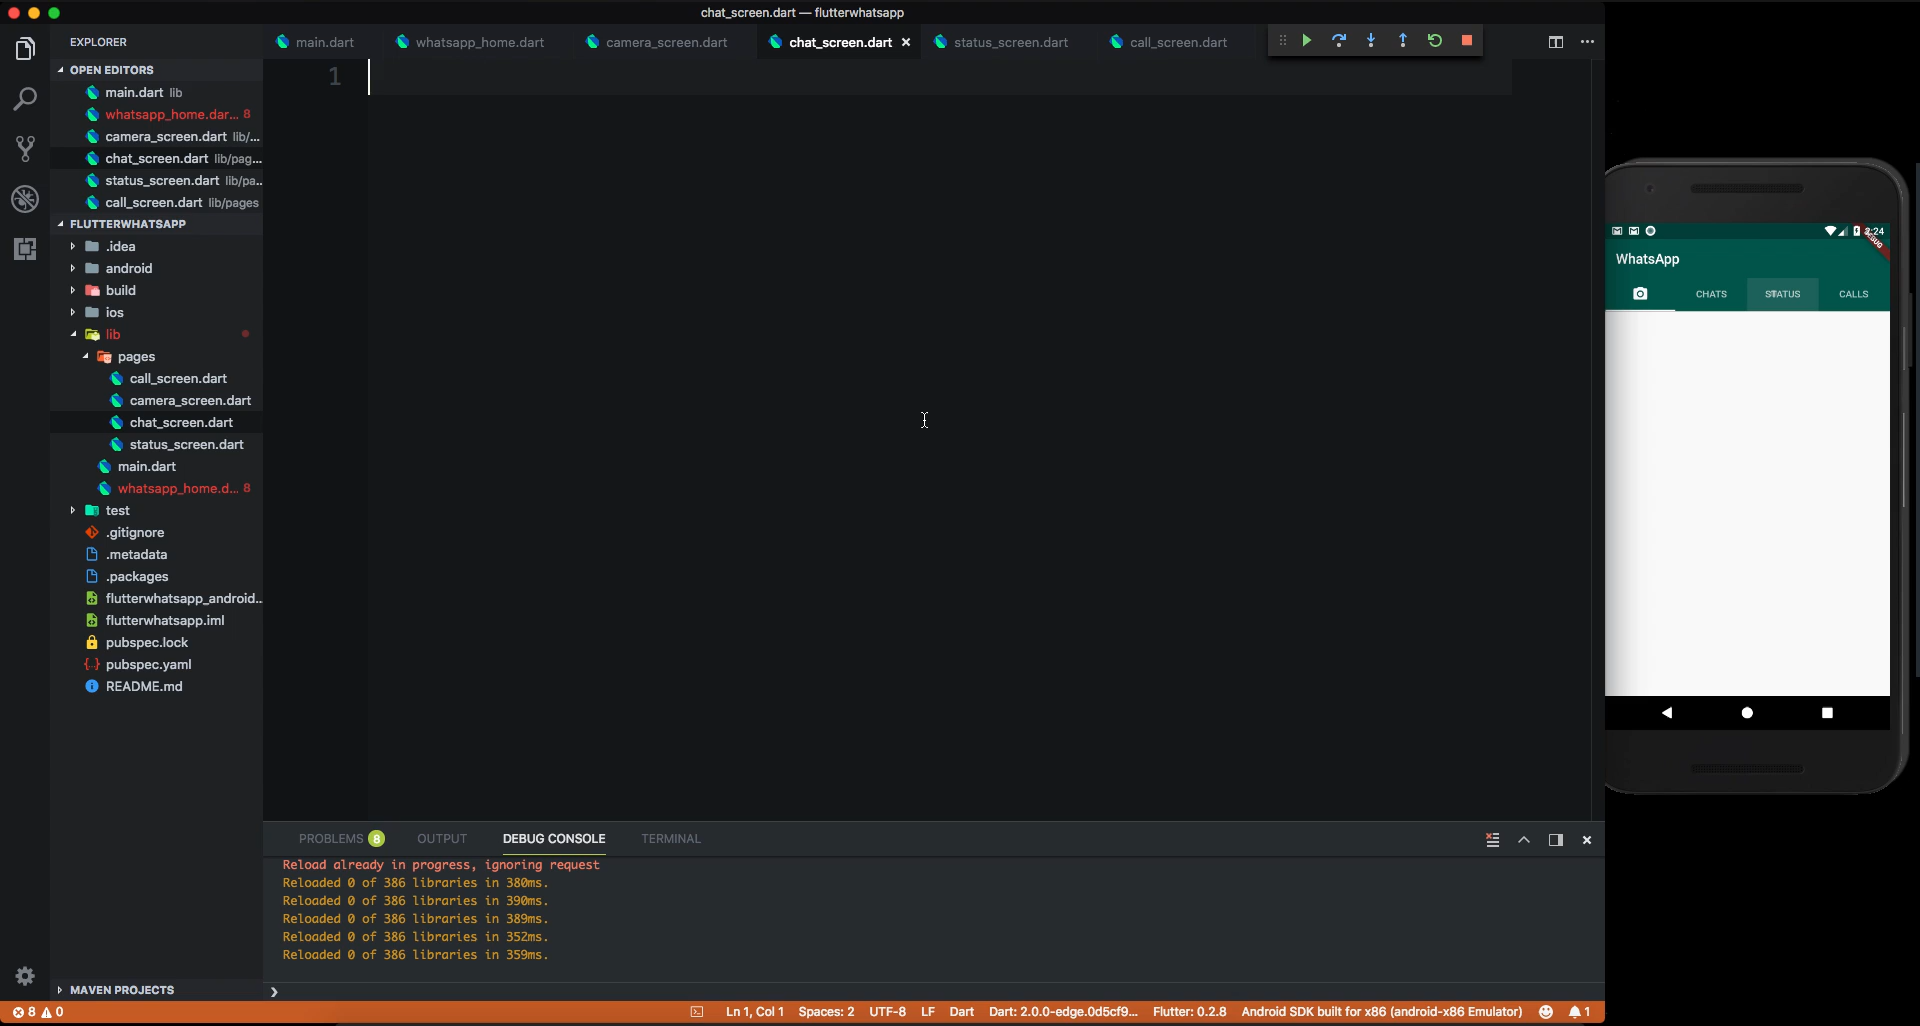 chat_screen.dart — flutterwhatsapp
EXPLORER
OPEN EDITORS
main.dart lib
whatsapp_home.dar... 8
camera_screen.dart lib/...
chat_screen.dart lib/pag...
status_screen.dart lib/pa...
call_screen.dart lib/pages
FLUTTERWHATSAPP
.idea
android
build
ios
lib
pages
call_screen.dart
camera_screen.dart
chat_screen.dart
status_screen.dart
main.dart
whatsapp_home.d... 8
test
.gitignore
.metadata
.packages
flutterwhatsapp_android...
flutterwhatsapp.iml
pubspec.lock
pubspec.yaml
README.md
MAVEN PROJECTS
main.dart whatsapp_home.dart camera_screen.dart chat_screen.dart status_screen.dart call_screen.dart
1
PROBLEMS 8 OUTPUT DEBUG CONSOLE TERMINAL
Reload already in progress, ignoring request
Reloaded 0 of 386 libraries in 380ms.
Reloaded 0 of 386 libraries in 390ms.
Reloaded 0 of 386 libraries in 389ms.
Reloaded 0 of 386 libraries in 352ms.
Reloaded 0 of 386 libraries in 359ms.
8 0 Ln 1, Col 1 Spaces: 2 UTF-8 LF Dart Dart: 2.0.0-edge.0d5cf9... Flutter: 0.2.8 Android SDK built for x86 (android-x86 Emulator) 1
DEBUG
WhatsApp
CHATS STATUS CALLS